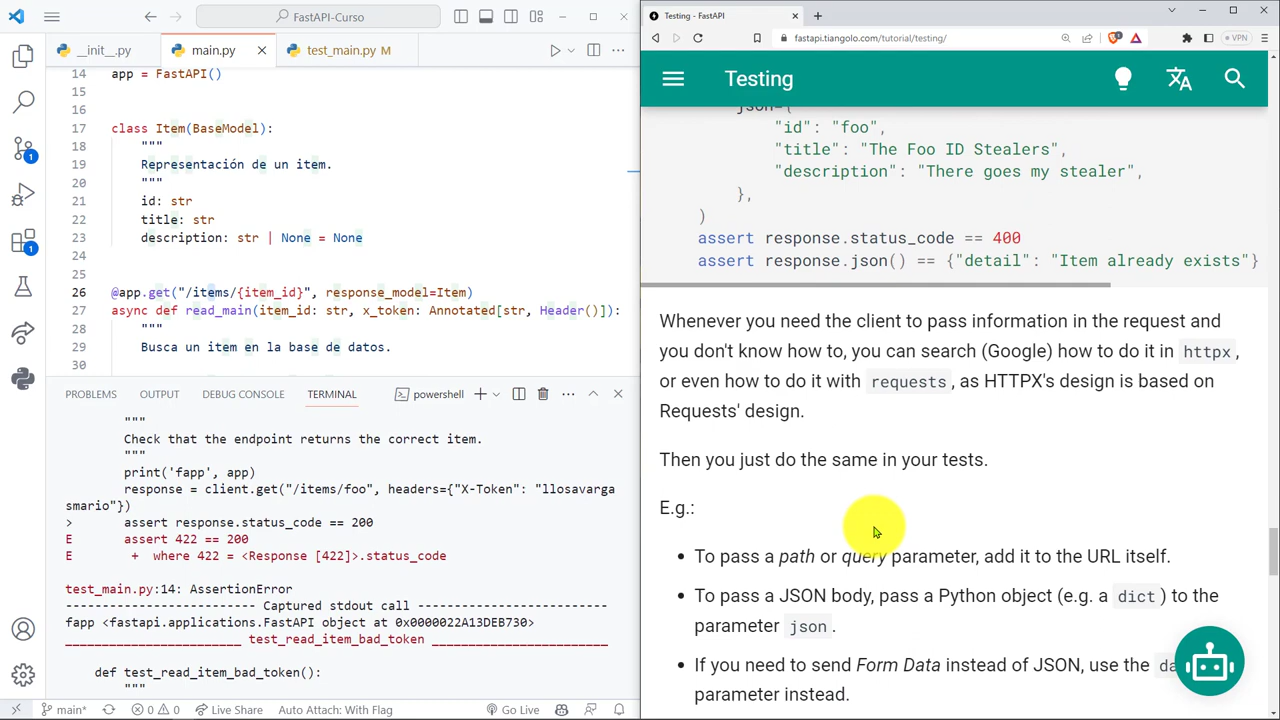 FastAPI-Curso
__init__.py
main.py
test_main.py M
14 app = FastAPI()
15
16
17 class Item(BaseModel):
18 """
19 Representación de un item.
20 """
21 id: str
22 title: str
23 description: str | None = None
24
25
26 @app.get("/items/{item_id}", response_model=Item)
27 async def read_main(item_id: str, x_token: Annotated[str, Header()]):
28 """
29 Busca un item en la base de datos.
30
PROBLEMS OUTPUT DEBUG CONSOLE TERMINAL powershell
"""
Check that the endpoint returns the correct item.
"""
print('fapp', app)
response = client.get("/items/foo", headers={"X-Token": "llosavarga
smario"})
> assert response.status_code == 200
E assert 422 == 200
E + where 422 = <Response [422]>.status_code
test_main.py:14: AssertionError
------------------------- Captured stdout call -------------------------
fapp <fastapi.applications.FastAPI object at 0x0000022A13DEB730>
_______________________ test_read_item_bad_token _______________________
def test_read_item_bad_token():
"""
1
1
main* 0 0 Live Share Auto Attach: With Flag Go Live
Testing - FastAPI
fastapi.tiangolo.com/tutorial/testing/
VPN
Testing
json={
"id": "foo",
"title": "The Foo ID Stealers",
"description": "There goes my stealer",
},
)
assert response.status_code == 400
assert response.json() == {"detail": "Item already exists"}
Whenever you need the client to pass information in the request and
you don't know how to, you can search (Google) how to do it in httpx ,
or even how to do it with requests , as HTTPX's design is based on
Requests' design.
Then you just do the same in your tests.
E.g.:
• To pass a path or query parameter, add it to the URL itself.
• To pass a JSON body, pass a Python object (e.g. a dict ) to the
parameter json .
• If you need to send Form Data instead of JSON, use the
parameter instead.